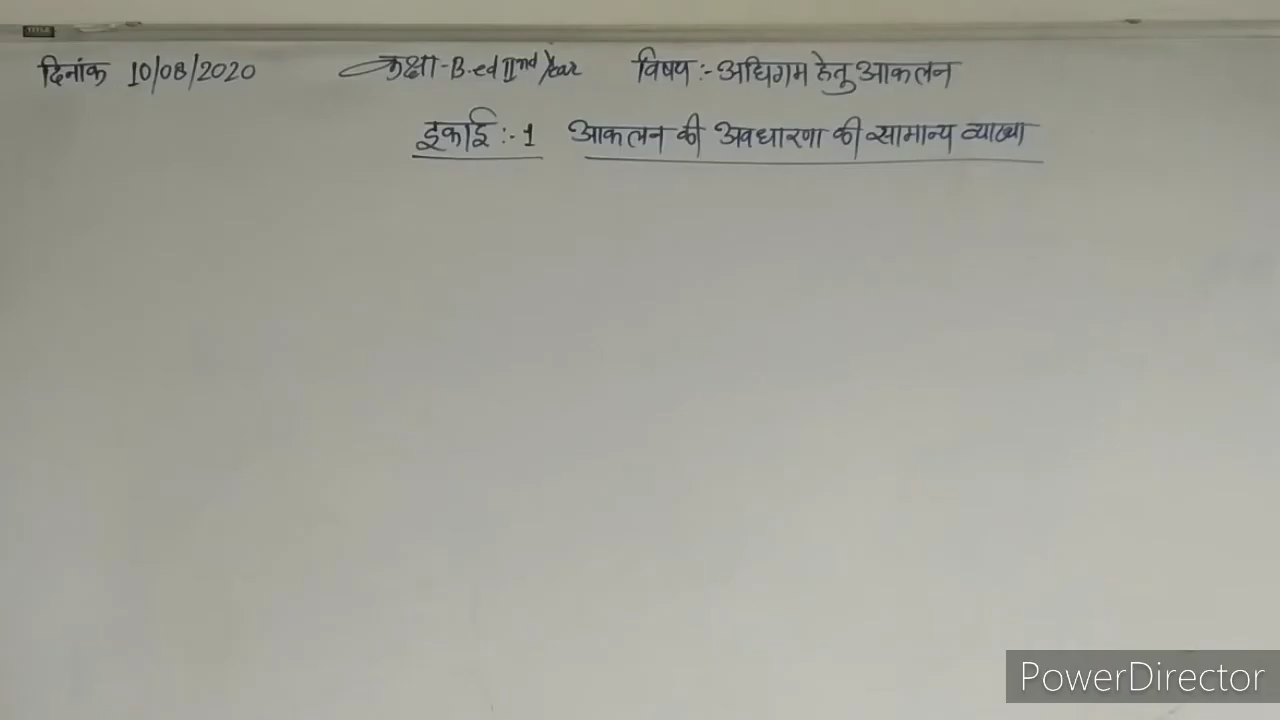 दिनांक 10/08/2020 कक्षा-B.ed IInd Year विषय:- अधिगम हेतु आकलन
इकाई:-1 आकलन की अवधारणा की सामान्य व्याख्या
PowerDirector